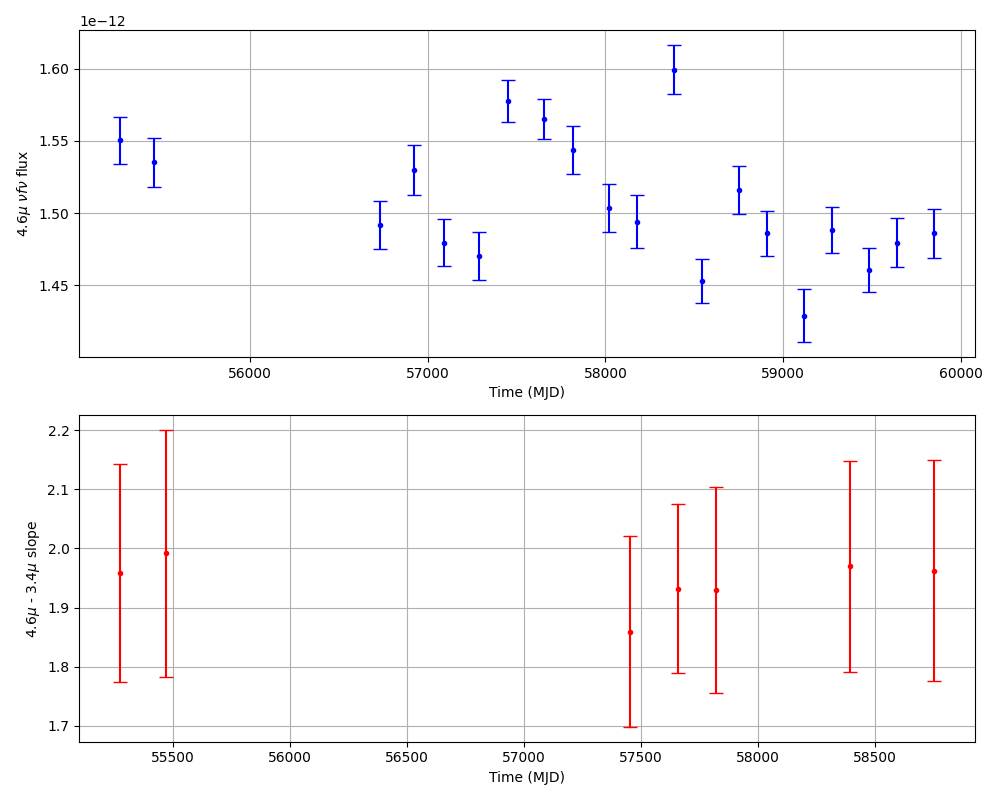 1e−12
1.60
1.55
1.50
1.45
4.6μ νfν flux
56000 57000 58000 59000 60000
Time (MJD)
2.2
2.1
2.0
1.9
1.8
1.7
4.6μ - 3.4μ slope
55500 56000 56500 57000 57500 58000 58500
Time (MJD)